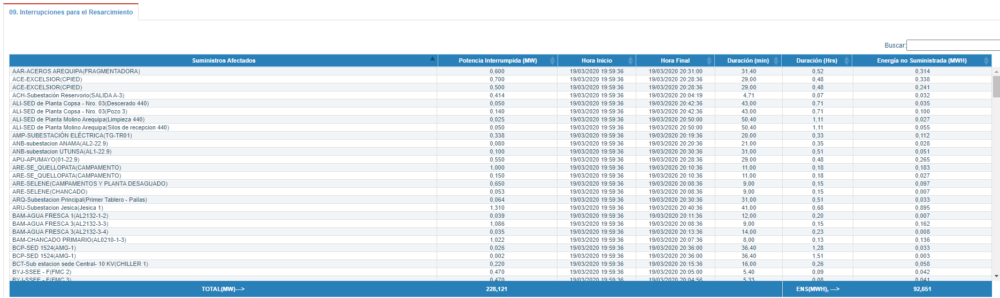 09. Interrupciones para el Resarcimiento
Buscar:
Suministros Afectados Potencia Interrumpida (MW) Hora Inicio Hora Final Duración (min) Duración (Hrs) Energía no Suministrada (MWH)
AAR-ACEROS AREQUIPA(FRAGMENTADORA) 0,600 19/03/2020 19:59:36 19/03/2020 20:31:00 31,40 0,52 0,314
ACE-EXCELSIOR(CPIED) 0,700 19/03/2020 19:59:36 19/03/2020 20:28:36 29,00 0,48 0,338
ACE-EXCELSIOR(CPIED) 0,500 19/03/2020 19:59:36 19/03/2020 20:28:36 29,00 0,48 0,241
ACH-Subestación Reservorio(SALIDA A-3) 0,414 19/03/2020 19:59:36 19/03/2020 20:04:19 4,71 0,07 0,032
ALI-SED de Planta Copsa - Nro. 03(Descerado 440) 0,050 19/03/2020 19:59:36 19/03/2020 20:42:36 43,00 0,71 0,035
ALI-SED de Planta Copsa - Nro. 03(Pozo 3) 0,140 19/03/2020 19:59:36 19/03/2020 20:42:36 43,00 0,71 0,100
ALI-SED de Planta Molino Arequipa(Limpieza 440) 0,025 19/03/2020 19:59:36 19/03/2020 20:50:00 50,40 1,11 0,027
ALI-SED de Planta Molino Arequipa(Silos de recepcion 440) 0,050 19/03/2020 19:59:36 19/03/2020 20:50:00 50,40 1,11 0,055
AMP-SUBESTACIÓN ELÉCTRICA(TG-TR01) 0,338 19/03/2020 19:59:36 19/03/2020 20:19:36 20,00 0,33 0,112
ANB-subestacion ANAMA(AL2-22.9) 0,080 19/03/2020 19:59:36 19/03/2020 20:20:36 21,00 0,35 0,028
ANB-subestacion UTUNSA(AL1-22.9) 0,100 19/03/2020 19:59:36 19/03/2020 20:30:36 31,00 0,51 0,051
APU-APUMAYO(01-22.9) 0,550 19/03/2020 19:59:36 19/03/2020 20:28:36 29,00 0,48 0,265
ARE-SE_QUELLOPATA(CAMPAMENTO) 1,000 19/03/2020 19:59:36 19/03/2020 20:10:36 11,00 0,18 0,183
ARE-SE_QUELLOPATA(CAMPAMENTO) 0,150 19/03/2020 19:59:36 19/03/2020 20:10:36 11,00 0,18 0,027
ARE-SELENE(CAMPAMENTOS Y PLANTA DESAGUADO) 0,650 19/03/2020 19:59:36 19/03/2020 20:08:36 9,00 0,15 0,097
ARE-SELENE(CHANCADO) 0,053 19/03/2020 19:59:36 19/03/2020 20:08:36 9,00 0,15 0,007
ARQ-Subestacion Principal(Primer Tablero - Pailas) 0,064 19/03/2020 19:59:36 19/03/2020 20:30:36 31,00 0,51 0,033
ARU-Subestacion Jesica(Jesica 1) 1,310 19/03/2020 19:59:36 19/03/2020 20:40:36 41,00 0,68 0,895
BAM-AGUA FRESCA 1(AL2132-1-2) 0,039 19/03/2020 19:59:36 19/03/2020 20:11:36 12,00 0,20 0,007
BAM-AGUA FRESCA 3(AL2132-3-3) 1,086 19/03/2020 19:59:36 19/03/2020 20:08:36 9,00 0,15 0,162
BAM-AGUA FRESCA 3(AL2132-3-4) 0,035 19/03/2020 19:59:36 19/03/2020 20:13:36 14,00 0,23 0,008
BAM-CHANCADO PRIMARIO(AL0210-1-3) 1,022 19/03/2020 19:59:36 19/03/2020 20:07:36 8,00 0,13 0,136
BCP-SED 1524(AMG-1) 0,026 19/03/2020 19:59:36 19/03/2020 20:36:00 36,40 1,28 0,033
BCP-SED 1524(AMG-1) 0,002 19/03/2020 19:59:36 19/03/2020 20:36:00 36,40 1,51 0,003
BCT-Sub estacion sede Central- 10 KV(CHILLER 1) 0,220 19/03/2020 19:59:36 19/03/2020 20:15:36 16,00 0,26 0,058
BYJ-SSEE - F(FMC 2) 0,470 19/03/2020 19:59:36 19/03/2020 20:05:00 5,40 0,09 0,042
BYJ-SSEE - F(FMC 3) 0,470 19/03/2020 19:59:36 19/03/2020 20:04:56 5,33 0,08 0,041
TOTAL(MW)---> 228,121 ENS(MWH), ---> 92,651